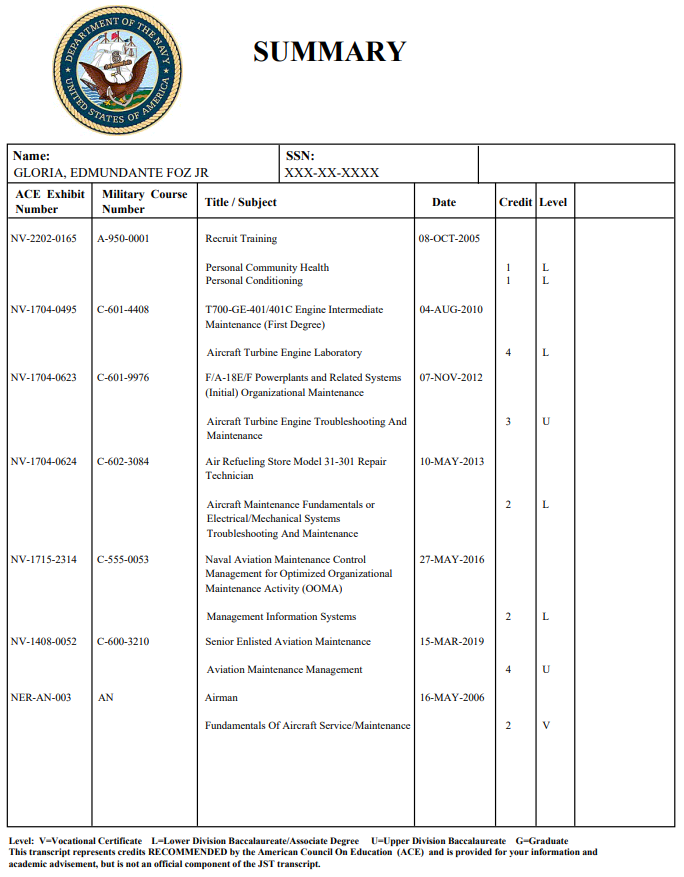 DEPARTMENT OF THE NAVY
UNITED STATES OF AMERICA
SUMMARY
Name:
GLORIA, EDMUNDANTE FOZ JR
SSN:
XXX-XX-XXXX
ACE Exhibit Number Military Course Number Title / Subject Date Credit Level
NV-2202-0165 A-950-0001 Recruit Training 08-OCT-2005
Personal Community Health 1 L
Personal Conditioning 1 L
NV-1704-0495 C-601-4408 T700-GE-401/401C Engine Intermediate 04-AUG-2010
Maintenance (First Degree)
Aircraft Turbine Engine Laboratory 4 L
NV-1704-0623 C-601-9976 F/A-18E/F Powerplants and Related Systems 07-NOV-2012
(Initial) Organizational Maintenance
Aircraft Turbine Engine Troubleshooting And 3 U
Maintenance
NV-1704-0624 C-602-3084 Air Refueling Store Model 31-301 Repair 10-MAY-2013
Technician
Aircraft Maintenance Fundamentals or 2 L
Electrical/Mechanical Systems
Troubleshooting And Maintenance
NV-1715-2314 C-555-0053 Naval Aviation Maintenance Control 27-MAY-2016
Management for Optimized Organizational
Maintenance Activity (OOMA)
Management Information Systems 2 L
NV-1408-0052 C-600-3210 Senior Enlisted Aviation Maintenance 15-MAR-2019
Aviation Maintenance Management 4 U
NER-AN-003 AN Airman 16-MAY-2006
Fundamentals Of Aircraft Service/Maintenance 2 V
Level: V=Vocational Certificate L=Lower Division Baccalaureate/Associate Degree U=Upper Division Baccalaureate G=Graduate
This transcript represents credits RECOMMENDED by the American Council On Education (ACE) and is provided for your information and
academic advisement, but is not an official component of the JST transcript.